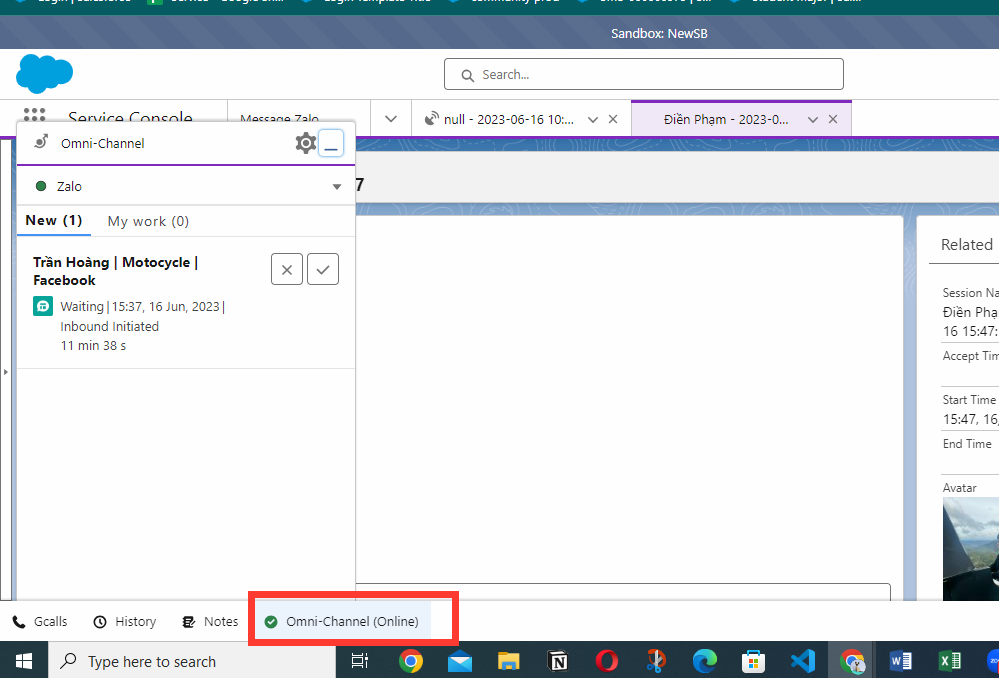 Sandbox: NewSB
Search...
Service Console
Message Zalo
null - 2023-06-16 10:...
Điền Phạm - 2023-0...
Omni-Channel
Zalo
7
New (1)
My work (0)
Trần Hoàng | Motocycle |
Facebook
Waiting|15:37, 16 Jun, 2023|
Inbound Initiated
11 min 38 s
Related
Session Na
Điền Phạ
16 15:47:
Accept Tim
Start Time
15:47, 16,
End Time
Avatar
Gcalls
History
Notes
Omni-Channel (Online)
Type here to search